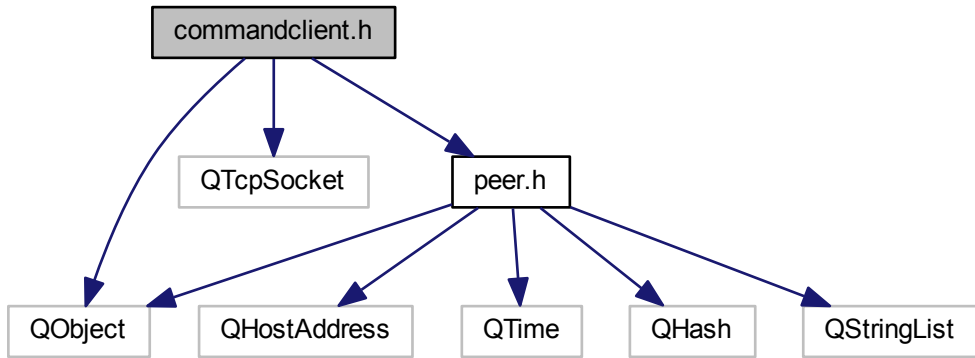 commandclient.h
QTcpSocket
peer.h
QObject
QHostAddress
QTime
QHash
QStringList